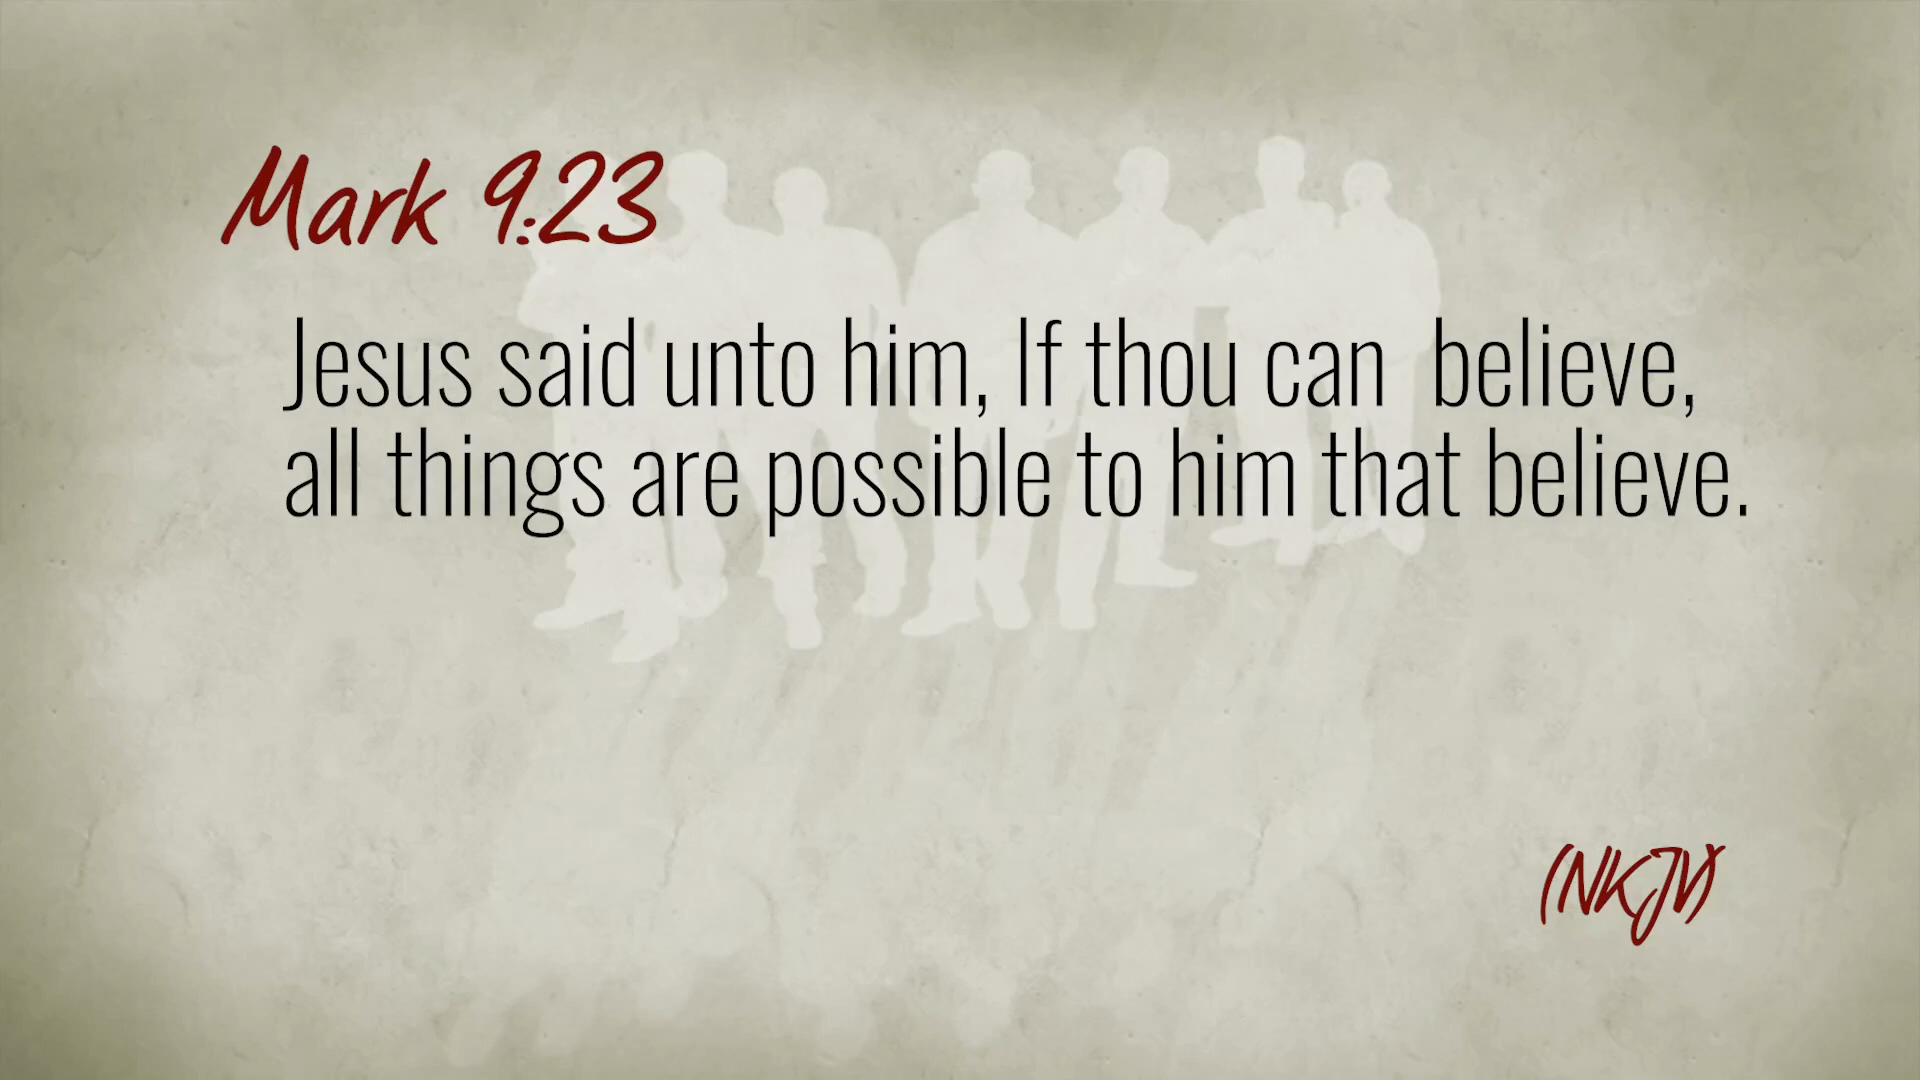 Mark 9:23
Jesus said unto him, If thou can  believe,
all things are possible to him that believe.
(NKJV)